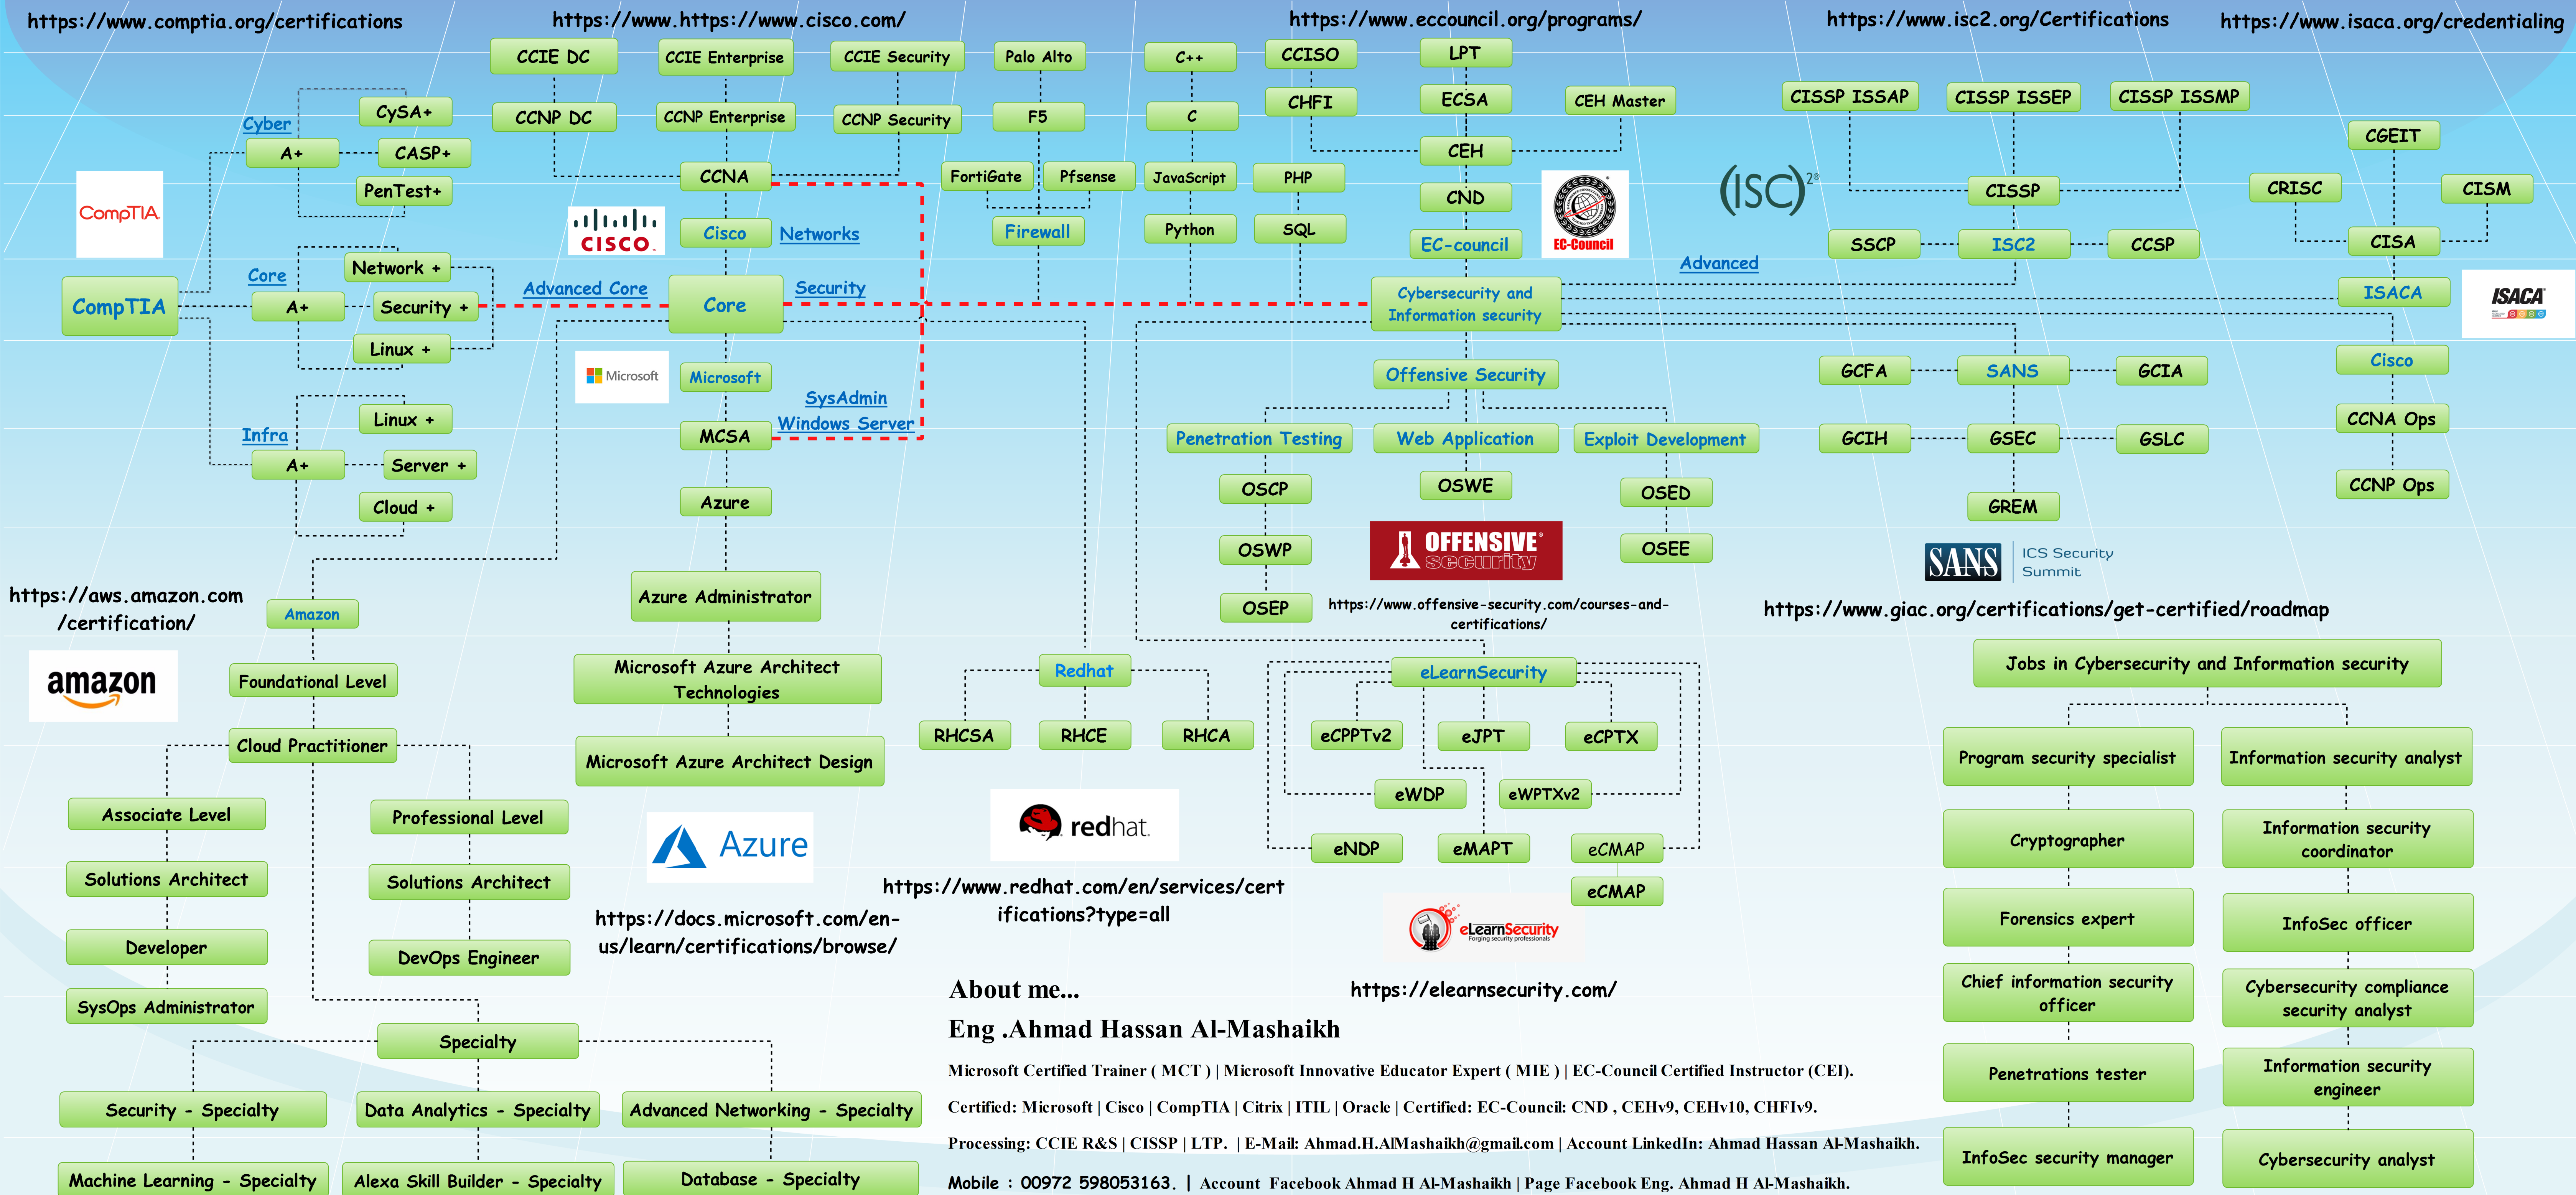 https://www.comptia.org/certifications
https://www.https://www.cisco.com/
https://www.eccouncil.org/programs/
https://www.isc2.org/Certifications
https://www.isaca.org/credentialing
CompTIA
CompTIA.
Cyber
A+
CySA+
CASP+
PenTest+
Core
A+
Network +
Security +
Linux +
Infra
A+
Linux +
Server +
Cloud +
Advanced Core
CCIE DC
CCIE Enterprise
CCIE Security
CCNP DC
CCNP Enterprise
CCNP Security
CCNA
CISCO
Cisco
Networks
Core
Security
Microsoft
Microsoft
SysAdmin
Windows Server
MCSA
Azure
Azure Administrator
Microsoft Azure Architect
Technologies
Microsoft Azure Architect Design
Azure
https://docs.microsoft.com/en-
us/learn/certifications/browse/
Palo Alto
F5
FortiGate
Pfsense
Firewall
C++
C
JavaScript
Python
PHP
SQL
CCISO
CHFI
LPT
ECSA
CEH Master
CEH
CND
EC-council
EC-Council
Cybersecurity and
Information security
Advanced
CISSP ISSAP
CISSP ISSEP
CISSP ISSMP
(ISC)2®
CISSP
SSCP
ISC2
CCSP
CGEIT
CRISC
CISM
CISA
ISACA
ISACA
Cisco
CCNA Ops
CCNP Ops
GCFA
SANS
GCIA
GCIH
GSEC
GSLC
GREM
SANS
ICS Security
Summit
https://www.giac.org/certifications/get-certified/roadmap
Offensive Security
Penetration Testing
Web Application
Exploit Development
OSCP
OSWP
OSEP
OSWE
OSED
OSEE
OFFENSIVE®
security
https://www.offensive-security.com/courses-and-
certifications/
https://aws.amazon.com
/certification/
Amazon
amazon
Foundational Level
Cloud Practitioner
Associate Level
Solutions Architect
Developer
SysOps Administrator
Professional Level
Solutions Architect
DevOps Engineer
Specialty
Security - Specialty
Data Analytics - Specialty
Advanced Networking - Specialty
Machine Learning - Specialty
Alexa Skill Builder - Specialty
Database - Specialty
Redhat
RHCSA
RHCE
RHCA
redhat.
https://www.redhat.com/en/services/cert
ifications?type=all
eLearnSecurity
eCPPTv2
eJPT
eCPTX
eWDP
eWPTXv2
eNDP
eMAPT
eCMAP
eCMAP
eLearnSecurity
Forging security professionals
https://elearnsecurity.com/
Jobs in Cybersecurity and Information security
Program security specialist
Cryptographer
Forensics expert
Chief information security
officer
Penetrations tester
InfoSec security manager
Information security analyst
Information security
coordinator
InfoSec officer
Cybersecurity compliance
security analyst
Information security
engineer
Cybersecurity analyst
About me...
Eng .Ahmad Hassan Al-Mashaikh
Microsoft Certified Trainer ( MCT ) | Microsoft Innovative Educator Expert ( MIE ) | EC-Council Certified Instructor (CEI).
Certified: Microsoft | Cisco | CompTIA | Citrix | ITIL | Oracle | Certified: EC-Council: CND , CEHv9, CEHv10, CHFIv9.
Processing: CCIE R&S | CISSP | LTP. | E-Mail: Ahmad.H.AlMashaikh@gmail.com | Account LinkedIn: Ahmad Hassan Al-Mashaikh.
Mobile : 00972 598053163. | Account Facebook Ahmad H Al-Mashaikh | Page Facebook Eng. Ahmad H Al-Mashaikh.